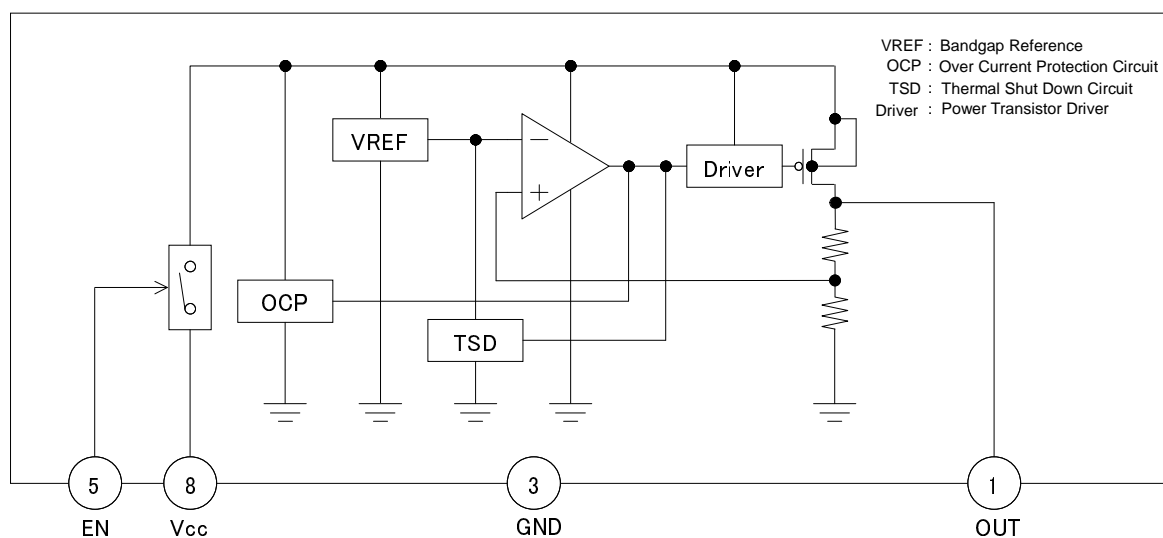 VREF : Bandgap Reference
OCP : Over Current Protection Circuit
TSD : Thermal Shut Down Circuit
Driver : Power Transistor Driver
VREF
−
Driver
+
OCP
TSD
5
8
3
1
EN
Vcc
GND
OUT